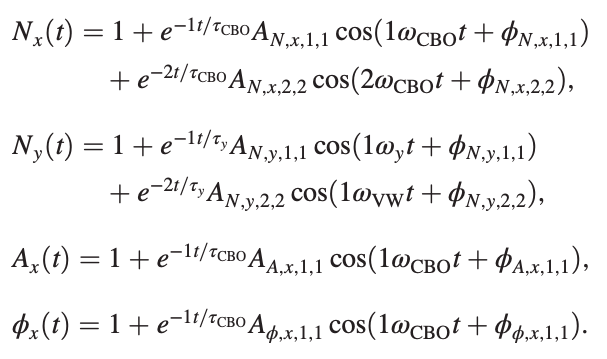 N_x(t) = 1 + e^{-1t/τ_CBO} A_{N,x,1,1} cos(1ω_CBO t + ϕ_{N,x,1,1})
+ e^{-2t/τ_CBO} A_{N,x,2,2} cos(2ω_CBO t + ϕ_{N,x,2,2}),
N_y(t) = 1 + e^{-1t/τ_y} A_{N,y,1,1} cos(1ω_y t + ϕ_{N,y,1,1})
+ e^{-2t/τ_y} A_{N,y,2,2} cos(1ω_VW t + ϕ_{N,y,2,2}),
A_x(t) = 1 + e^{-1t/τ_CBO} A_{A,x,1,1} cos(1ω_CBO t + ϕ_{A,x,1,1}),
ϕ_x(t) = 1 + e^{-1t/τ_CBO} A_{ϕ,x,1,1} cos(1ω_CBO t + ϕ_{ϕ,x,1,1}).